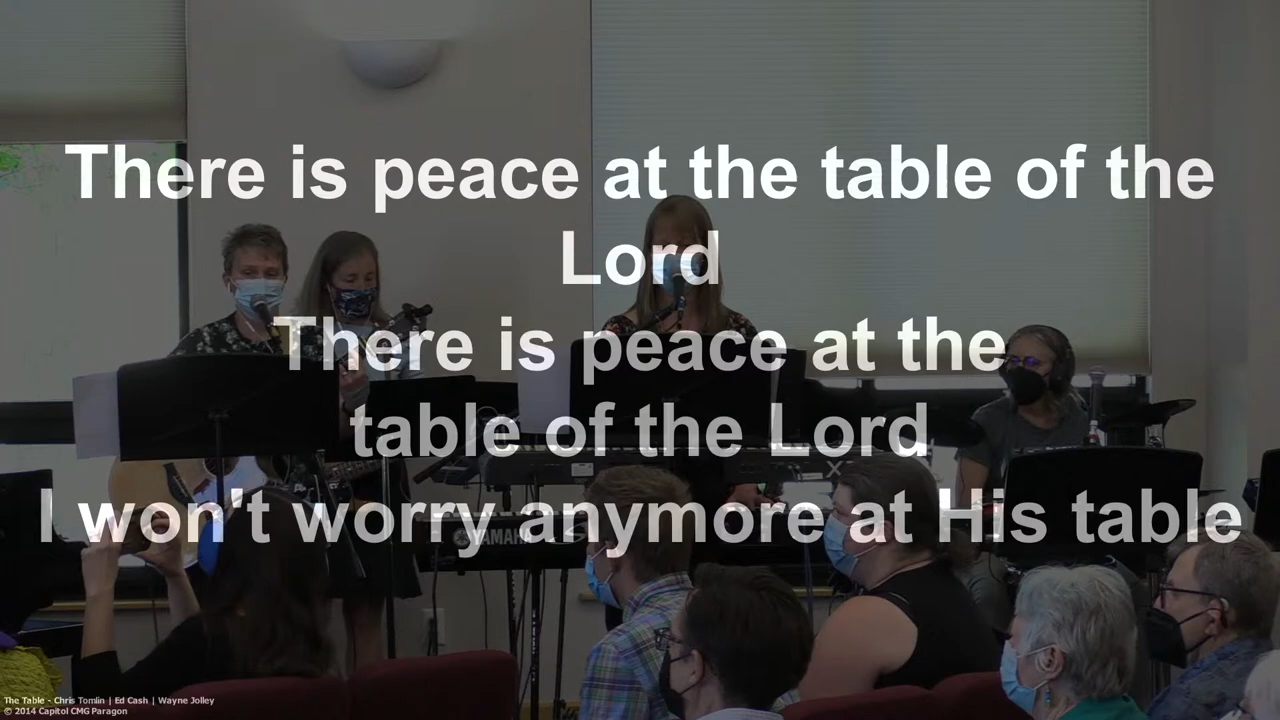 There is peace at the table of the
Lord
There is peace at the
table of the Lord
I won't worry anymore at His table
YAMAHA
The Table - Chris Tomlin | Ed Cash | Wayne Jolley
© 2014 Capitol CMG Paragon